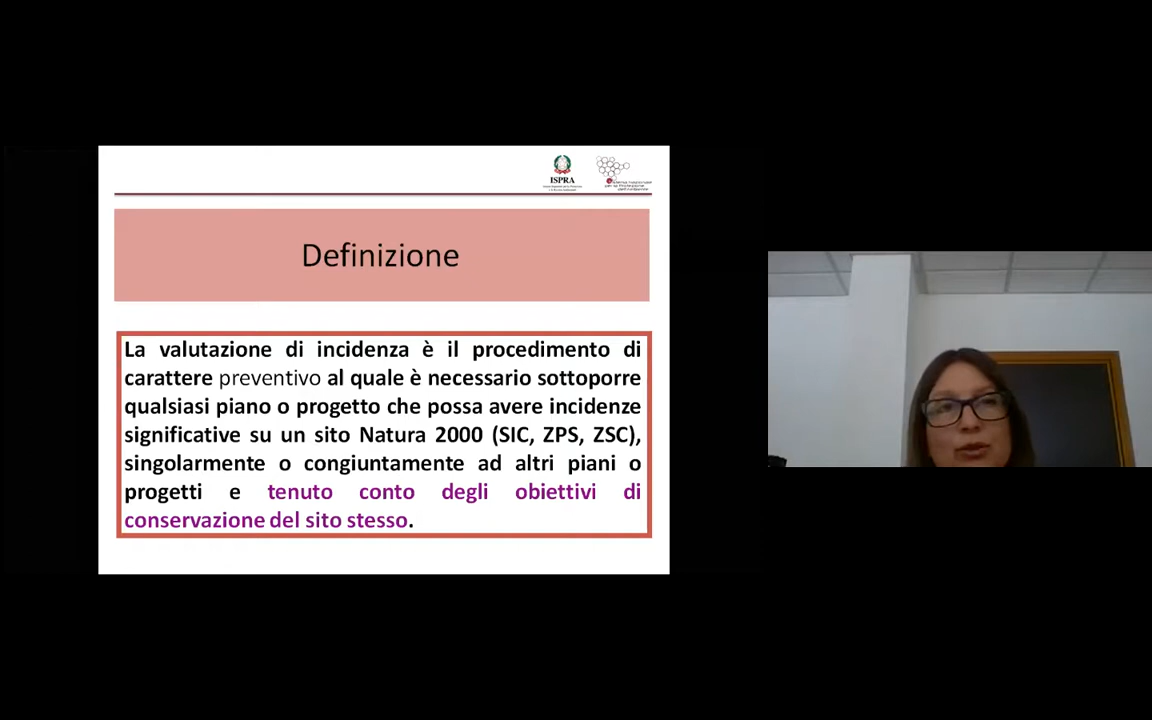 ISPRA
Definizione
La valutazione di incidenza è il procedimento di
carattere preventivo al quale è necessario sottoporre
qualsiasi piano o progetto che possa avere incidenze
significative su un sito Natura 2000 (SIC, ZPS, ZSC),
singolarmente o congiuntamente ad altri piani o
progetti e tenuto conto degli obiettivi di
conservazione del sito stesso.